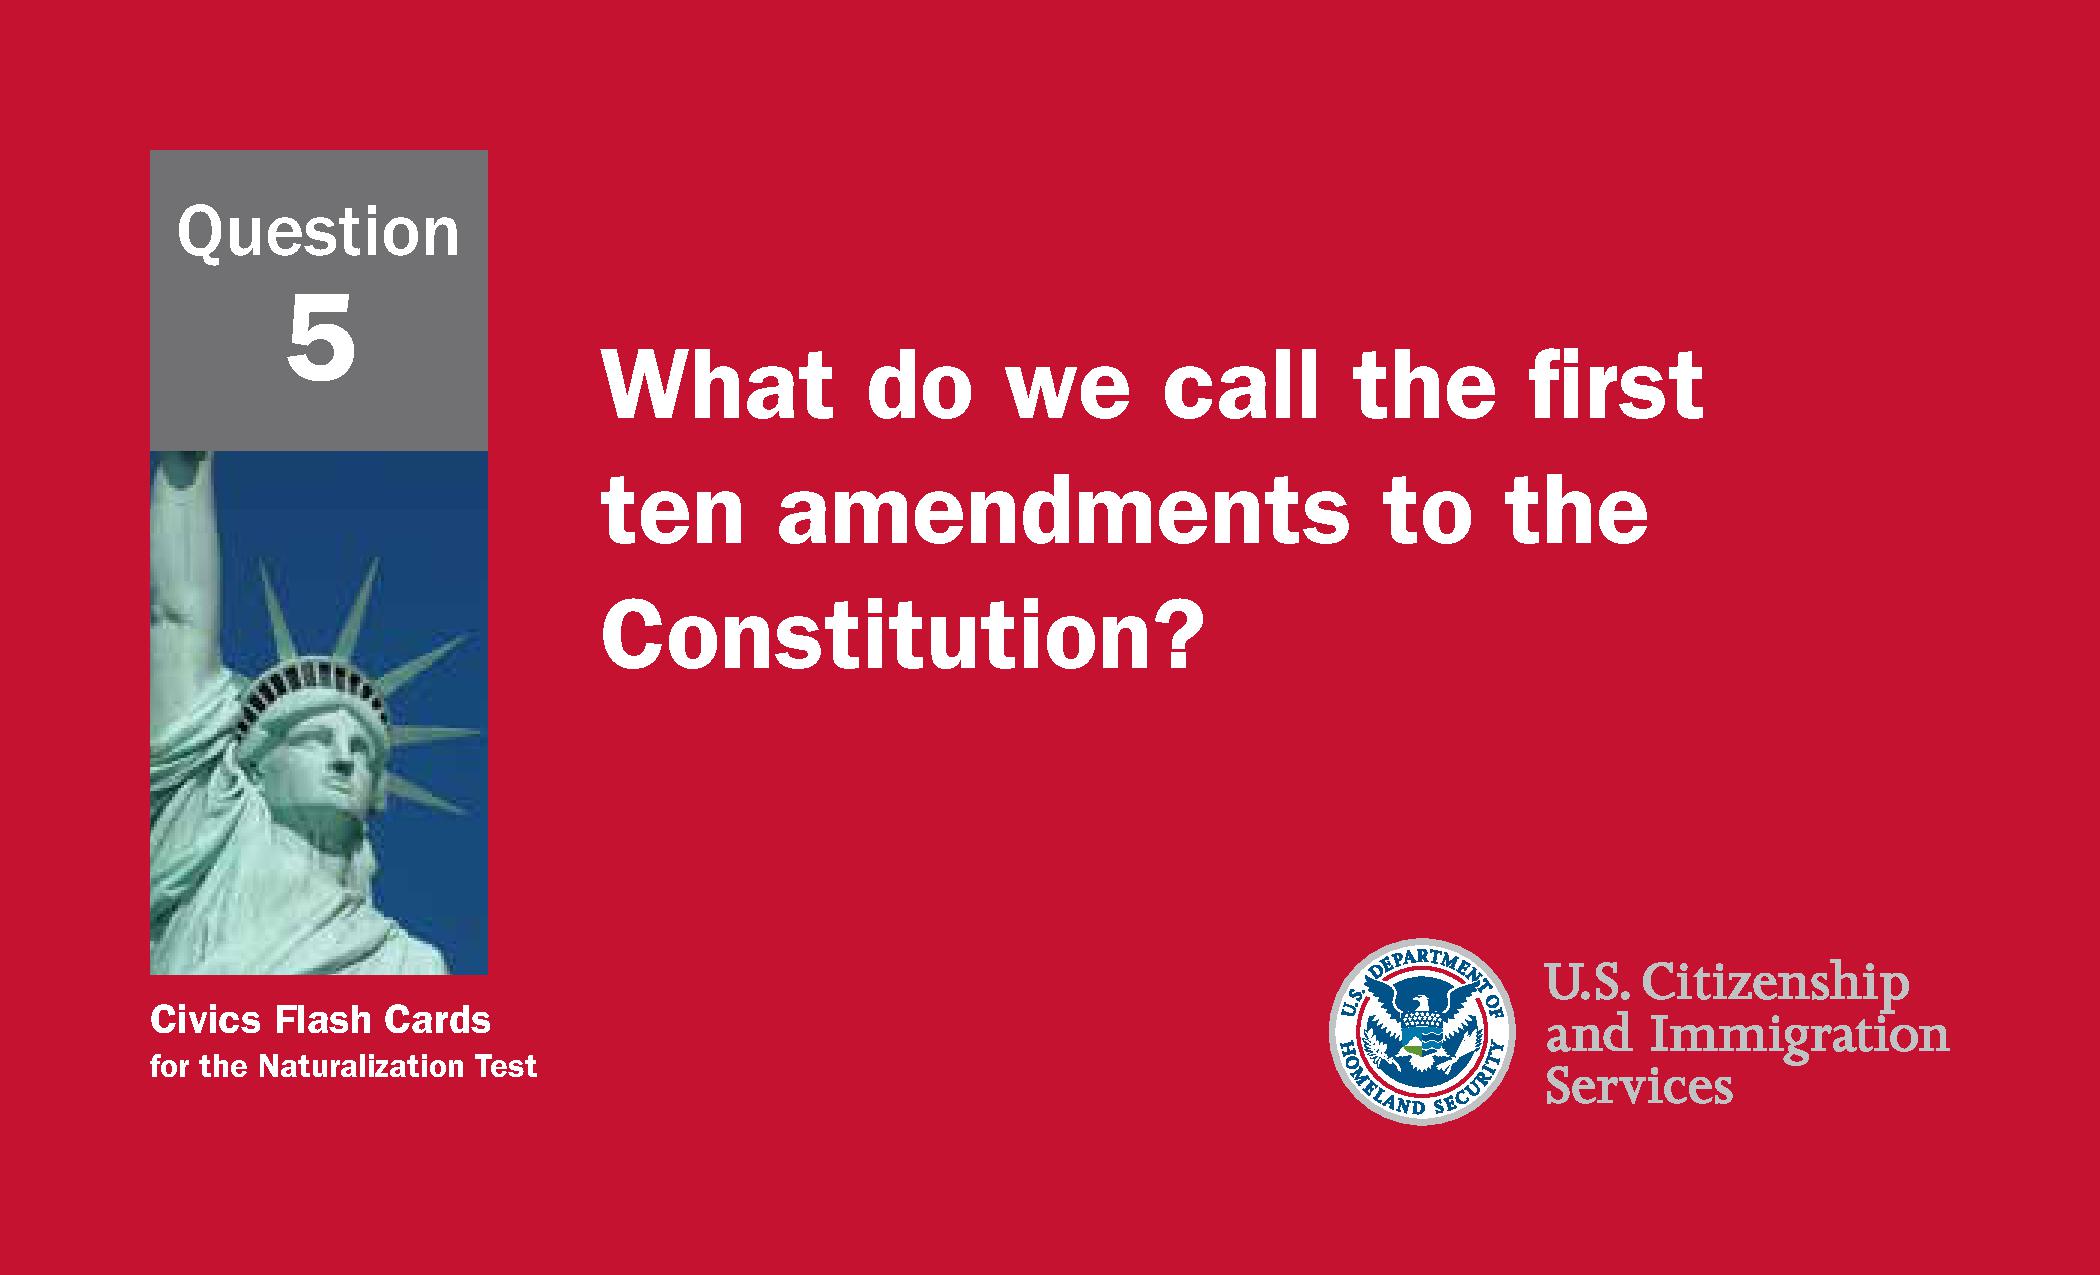 Question
5
What do we call the first
ten amendments to the
Constitution?
Civics Flash Cards
for the Naturalization Test
U.S. DEPARTMENT OF
HOMELAND SECURITY
U.S. Citizenship
and Immigration
Services